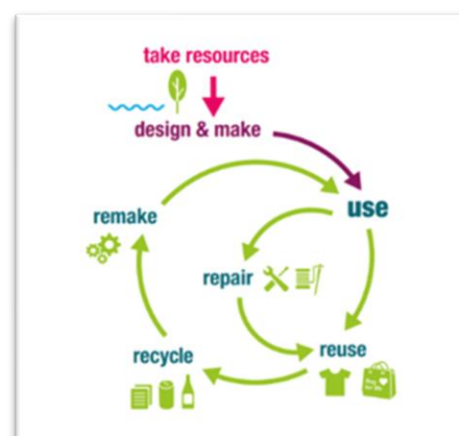 take resources
design & make
use
remake
repair
reuse
recycle